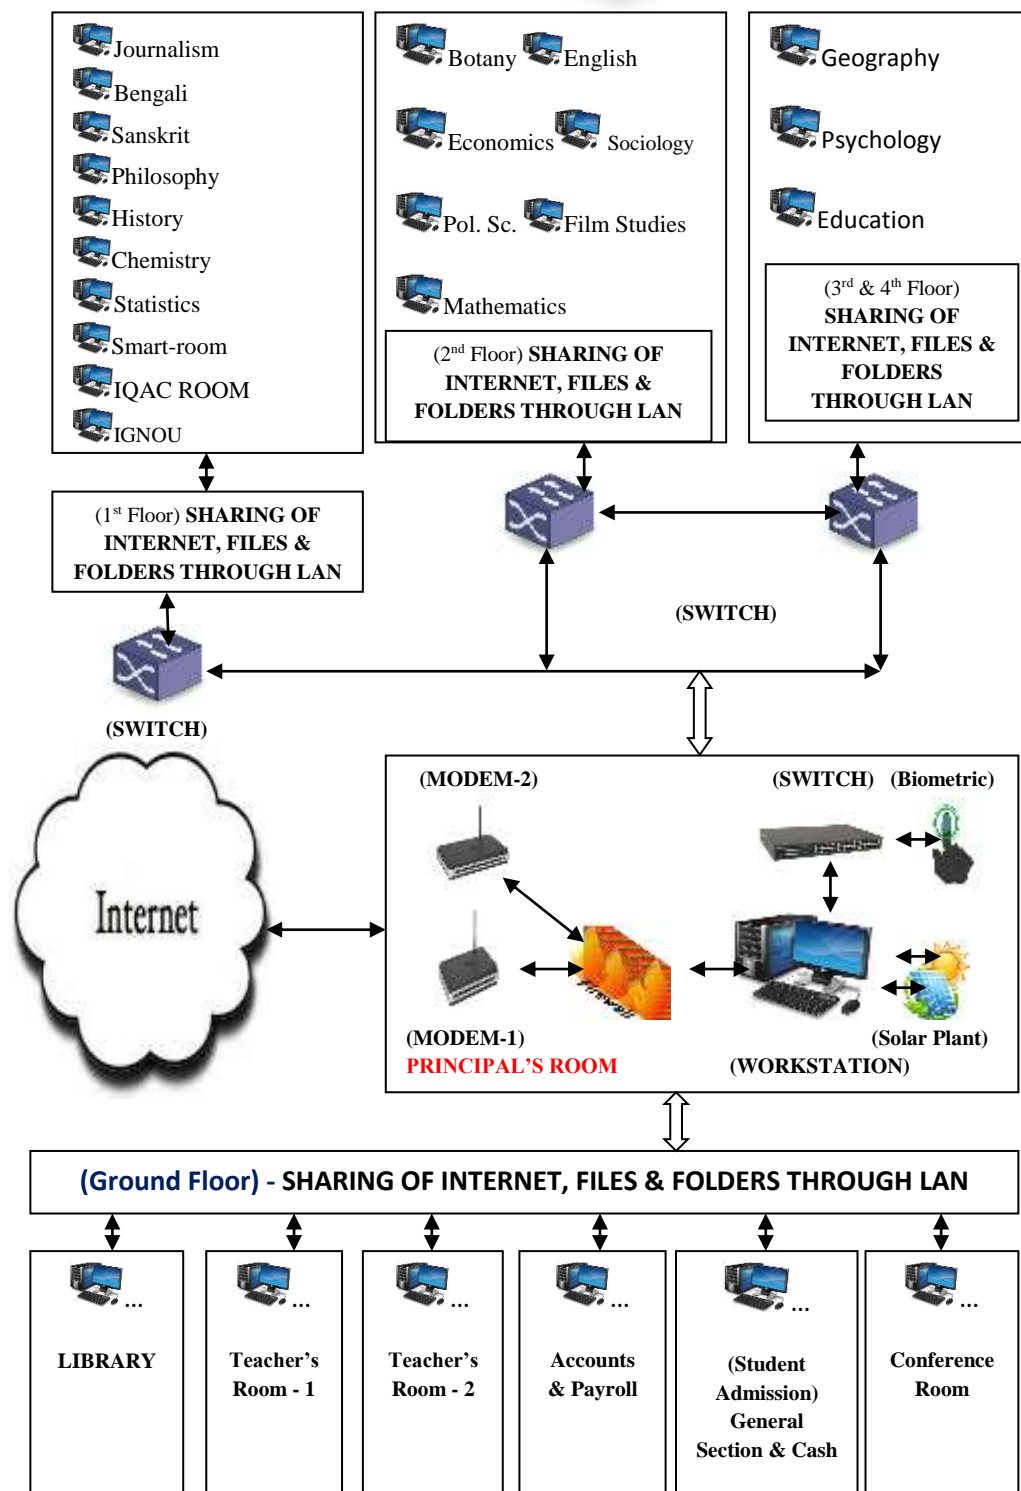 Journalism
Bengali
Sanskrit
Philosophy
History
Chemistry
Statistics
Smart-room
IQAC ROOM
IGNOU
(1st Floor) SHARING OF
INTERNET, FILES &
FOLDERS THROUGH LAN
(SWITCH)
Botany English
Economics Sociology
Pol. Sc. Film Studies
Mathematics
(2nd Floor) SHARING OF
INTERNET, FILES &
FOLDERS THROUGH LAN
Geography
Psychology
Education
(3rd & 4th Floor)
SHARING OF
INTERNET, FILES &
FOLDERS
THROUGH LAN
(SWITCH)
Internet
(MODEM-2)
(SWITCH) (Biometric)
firewall
(MODEM-1)
(Solar Plant)
PRINCIPAL'S ROOM
(WORKSTATION)
(Ground Floor) - SHARING OF INTERNET, FILES & FOLDERS THROUGH LAN
...
LIBRARY
...
Teacher's
Room - 1
...
Teacher's
Room - 2
...
Accounts
& Payroll
...
(Student
Admission)
General
Section & Cash
...
Conference
Room